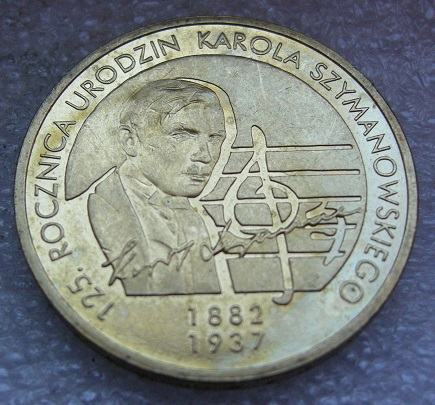 125. ROCZNICA URODZIN KAROLA SZYMANOWSKIEGO
1882
1937